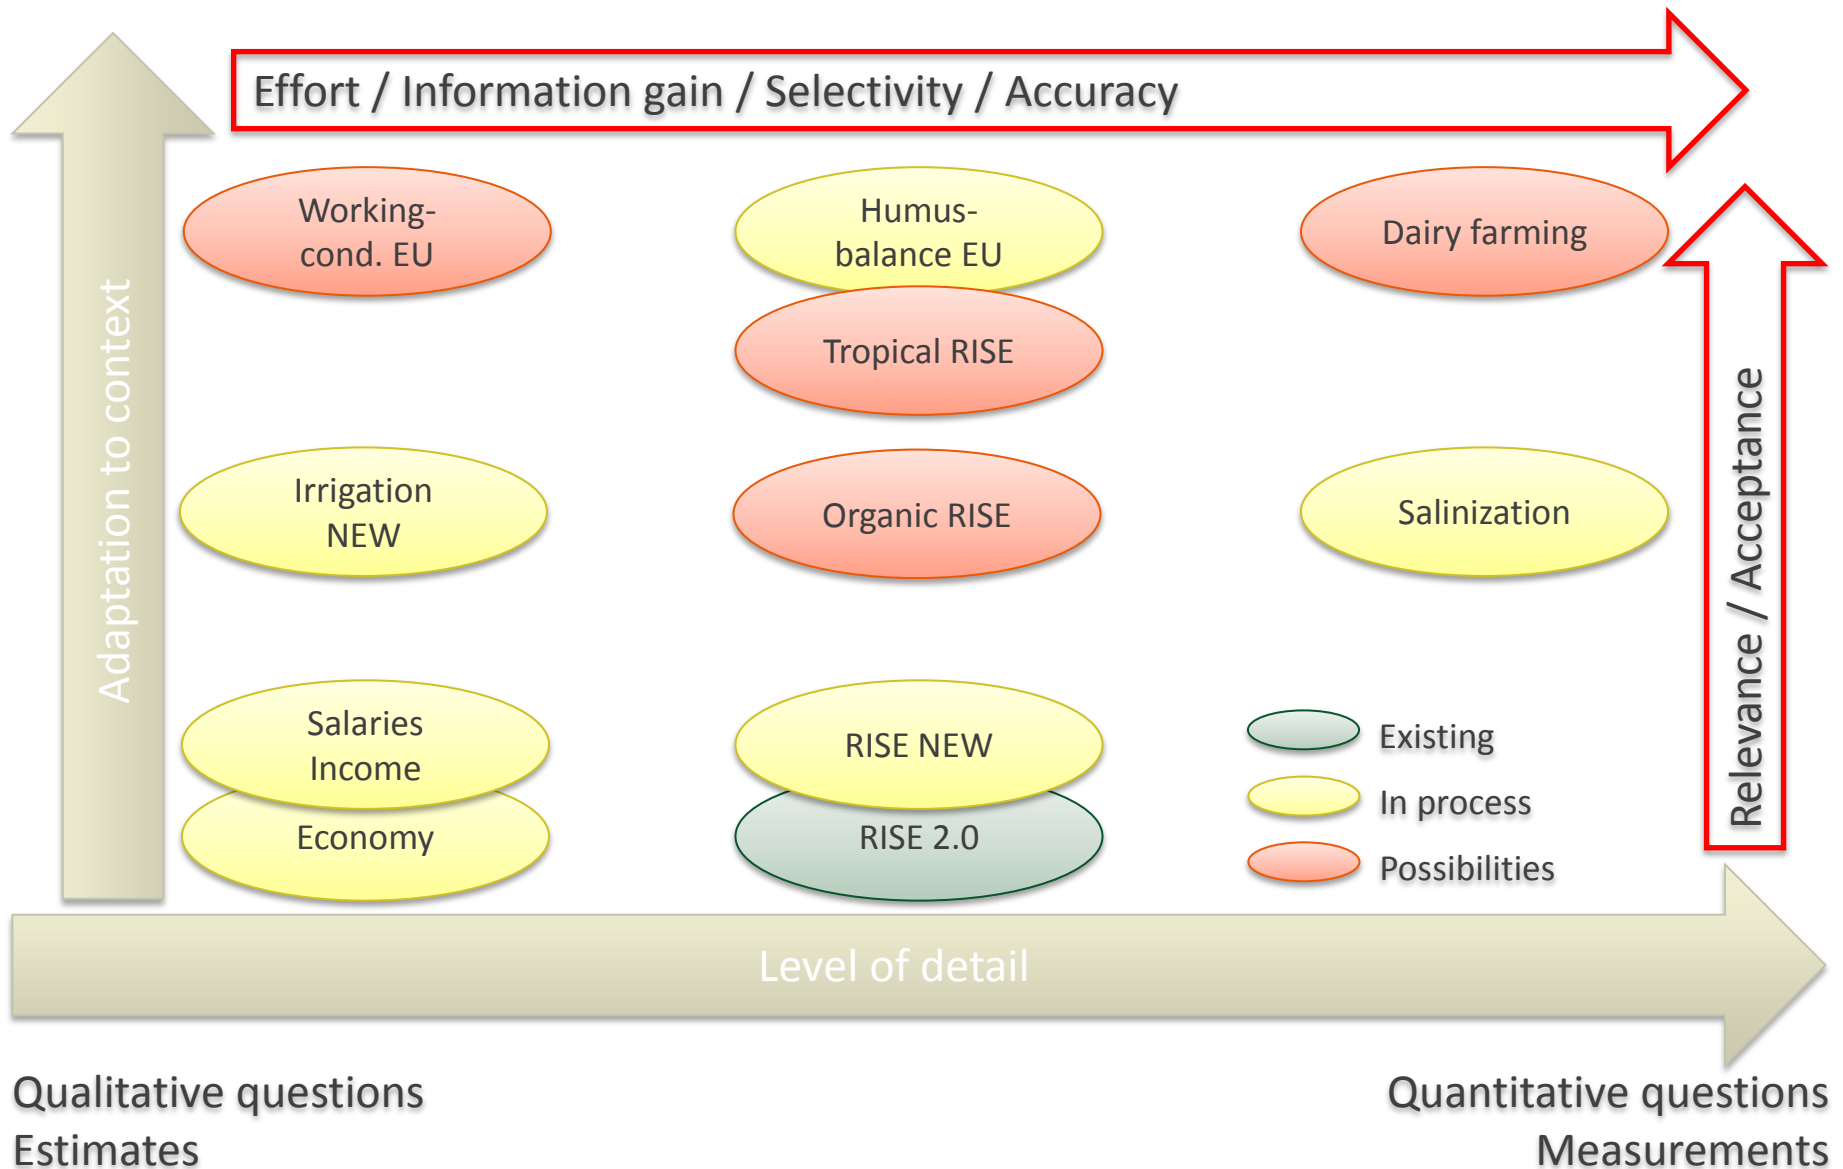 Effort / Information gain / Selectivity / Accuracy
Adaptation to context
Working-
cond. EU
Humus-
balance EU
Dairy farming
Tropical RISE
Irrigation
NEW
Organic RISE
Salinization
Relevance / Acceptance
Salaries
Income
RISE NEW
Economy
RISE 2.0
Existing
In process
Possibilities
Level of detail
Qualitative questions
Estimates
Quantitative questions
Measurements